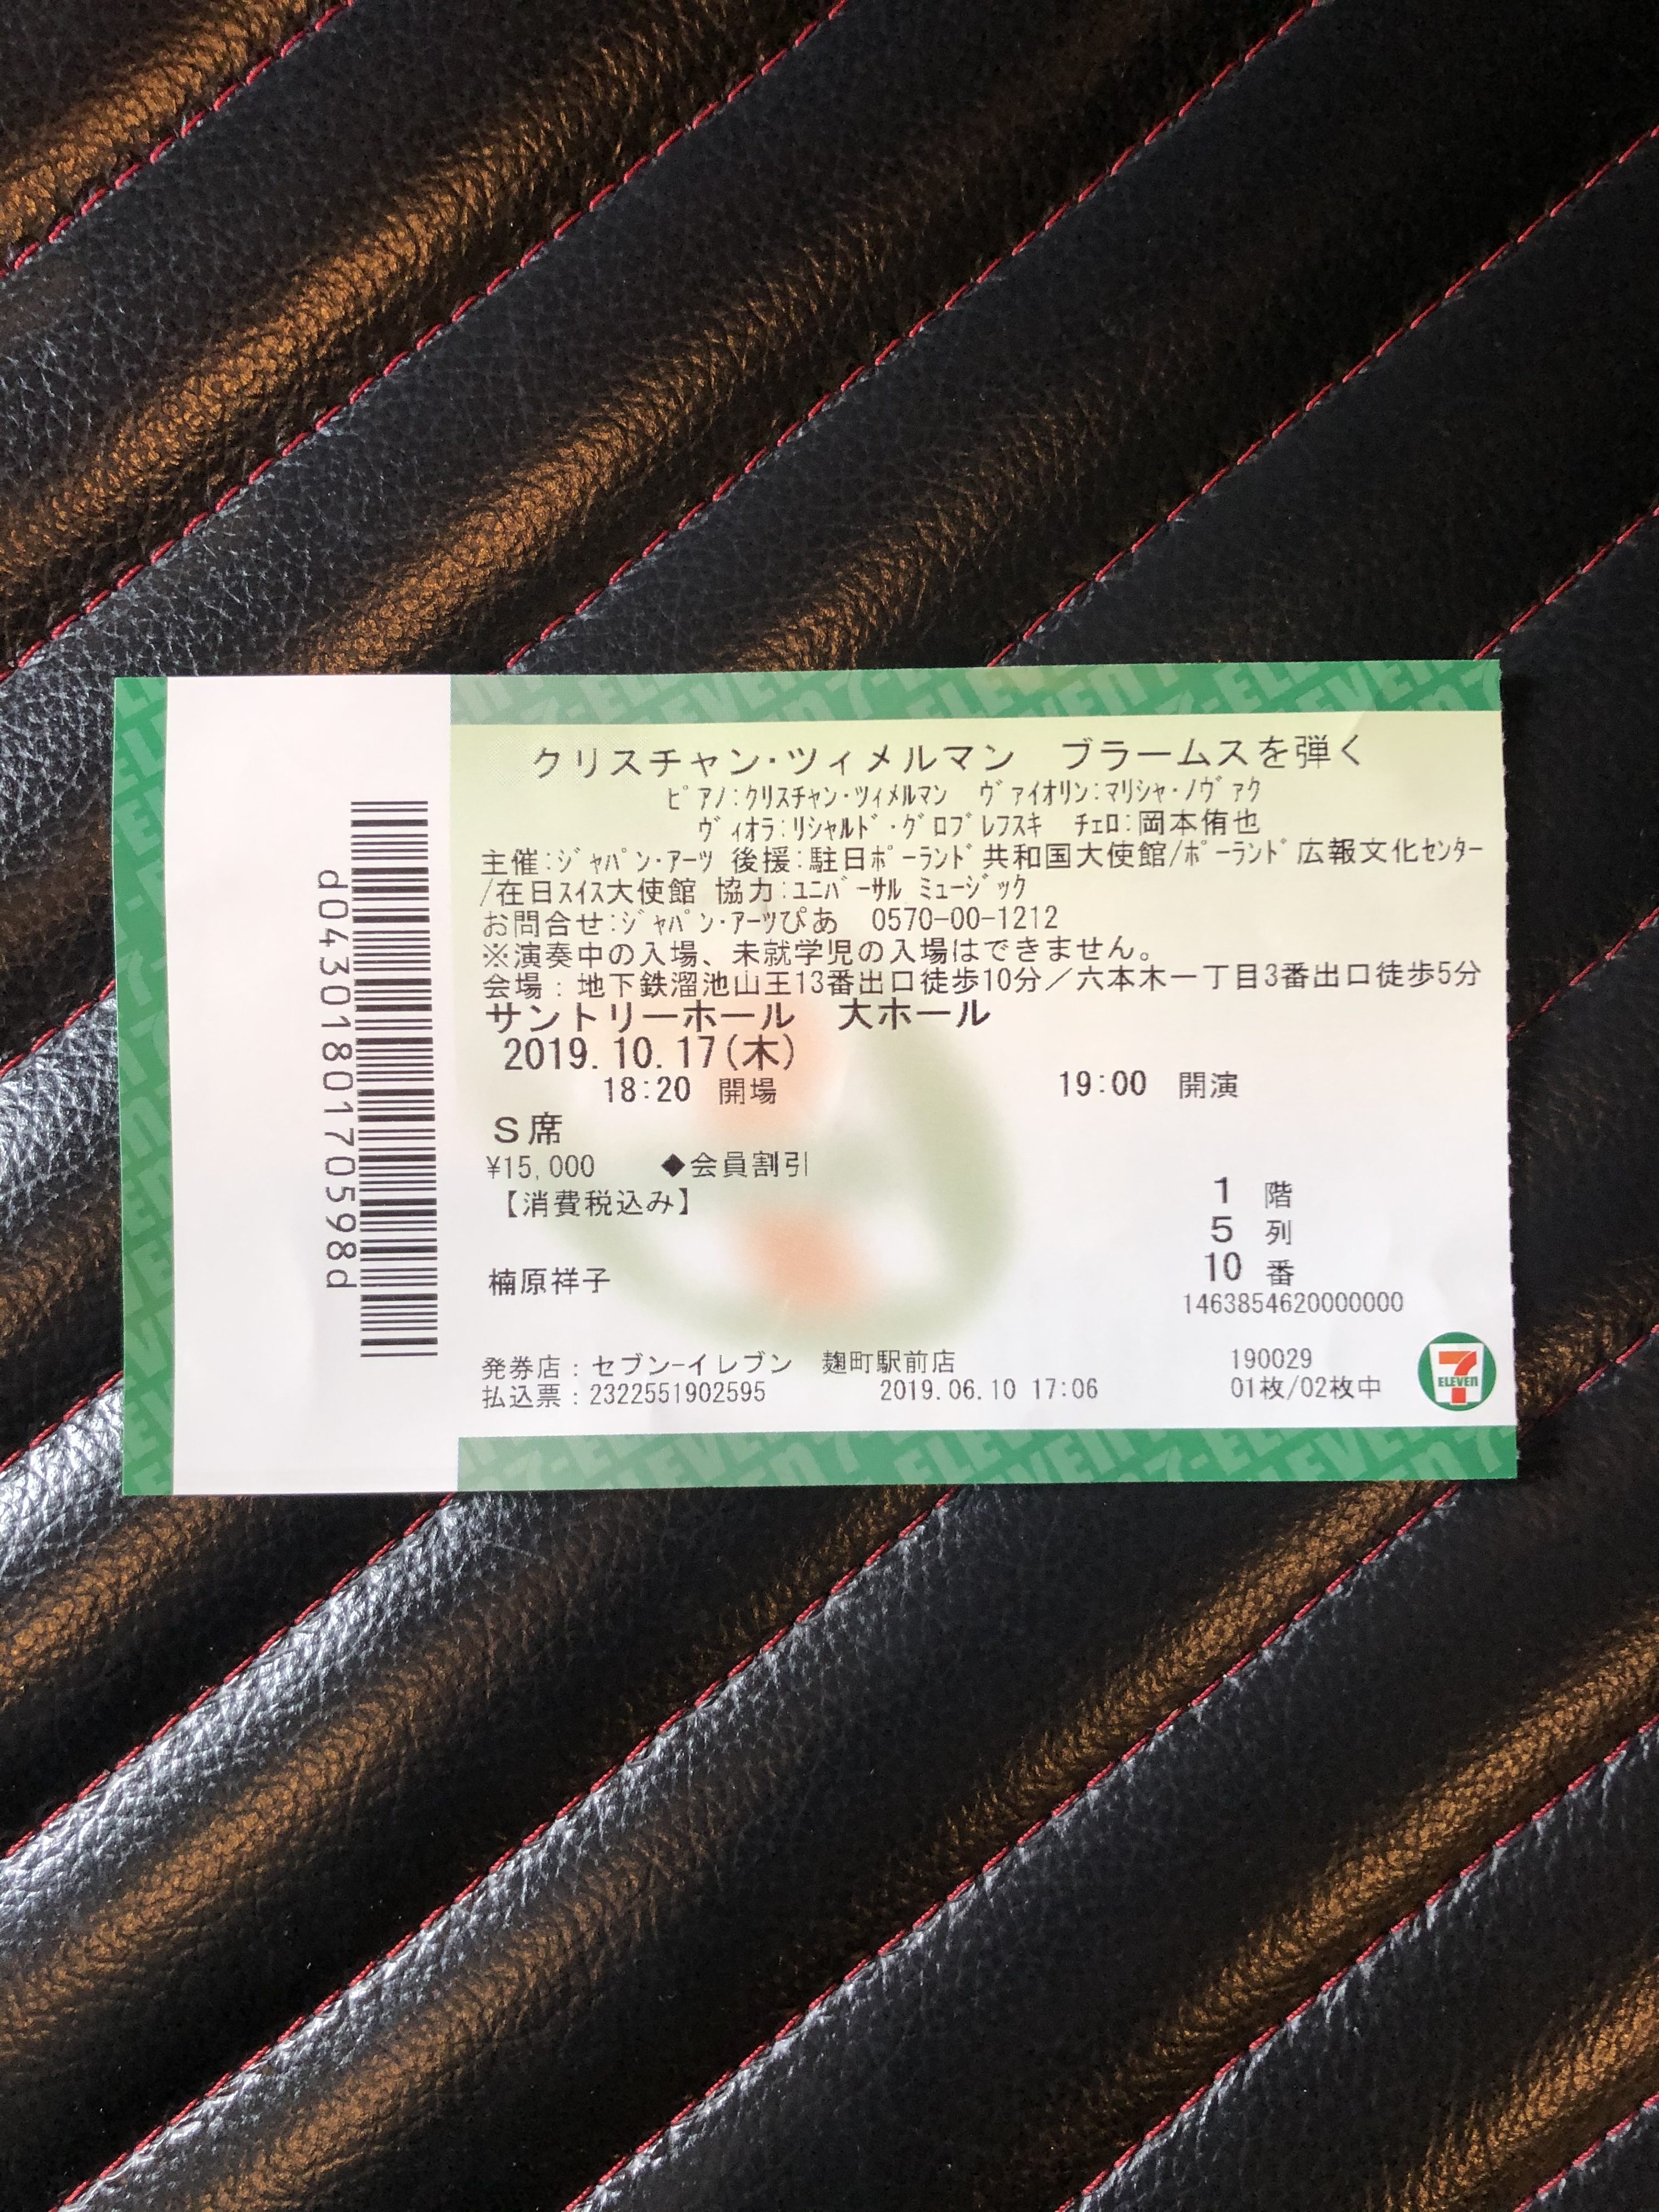 クリスチャン・ツィメルマン　ブラームスを弾く
ﾋﾟｱﾉ:ｸﾘｽﾁｬﾝ･ﾂｨﾒﾙﾏﾝ　ｳﾞｧｲｵﾘﾝ:ﾏﾘｼｬ･ﾉｳﾞｧｸ
ｳﾞｨｵﾗ:ﾘｼｬﾙﾄﾞ･ｸﾞﾛﾌﾞﾚﾌｽｷ　ﾁｪﾛ:岡本侑也
主催:ｼﾞｬﾊﾟﾝ･ｱｰﾂ 後援:駐日ﾎﾟｰﾗﾝﾄﾞ共和国大使館/ﾎﾟｰﾗﾝﾄﾞ広報文化ｾﾝﾀｰ
/在日ｽｲｽ大使館 協力:ﾕﾆﾊﾞｰｻﾙ ﾐｭｰｼﾞｯｸ
お問合せ:ｼﾞｬﾊﾟﾝ･ｱｰﾂぴあ　0570-00-1212
※演奏中の入場、未就学児の入場はできません。
会場：地下鉄溜池山王13番出口徒歩10分／六本木一丁目3番出口徒歩5分
サントリーホール　大ホール
2019.10.17(木)
18:20 開場　19:00 開演
S席
¥15,000　◆会員割引
【消費税込み】
1 階
5 列
10 番
楠原祥子
1463854620000000
発券店：セブン-イレブン　麹町駅前店　190029
払込票：2322551902595　2019.06.10 17:06　01枚/02枚中
7 ELEVEn
d0430180170598d